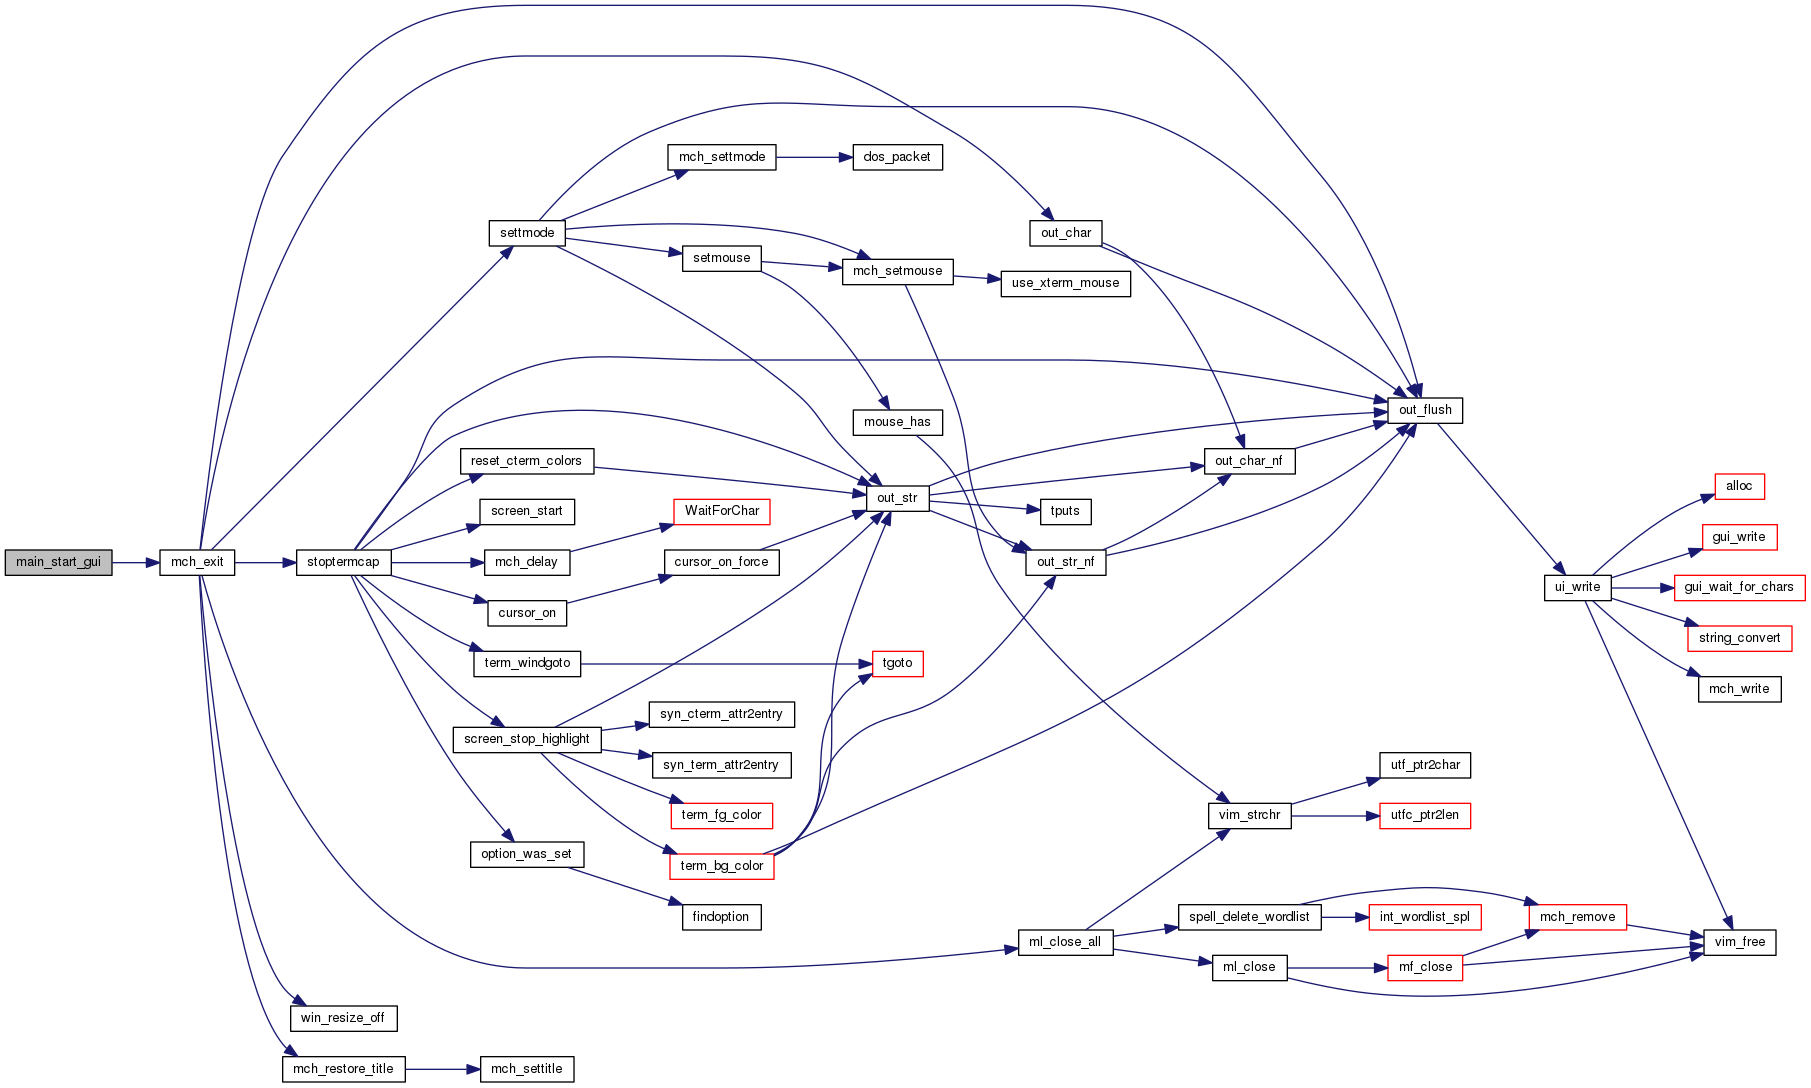 main_start_gui
mch_exit
settmode
mch_settmode
dos_packet
setmouse
mch_setmouse
use_xterm_mouse
out_char
mouse_has
out_flush
stoptermcap
reset_cterm_colors
screen_start
mch_delay
WaitForChar
cursor_on
cursor_on_force
term_windgoto
tgoto
out_str
out_char_nf
tputs
out_str_nf
screen_stop_highlight
syn_cterm_attr2entry
syn_term_attr2entry
term_fg_color
term_bg_color
option_was_set
findoption
ui_write
alloc
gui_write
gui_wait_for_chars
string_convert
mch_write
vim_strchr
utf_ptr2char
utfc_ptr2len
ml_close_all
spell_delete_wordlist
int_wordlist_spl
mch_remove
ml_close
mf_close
vim_free
win_resize_off
mch_restore_title
mch_settitle